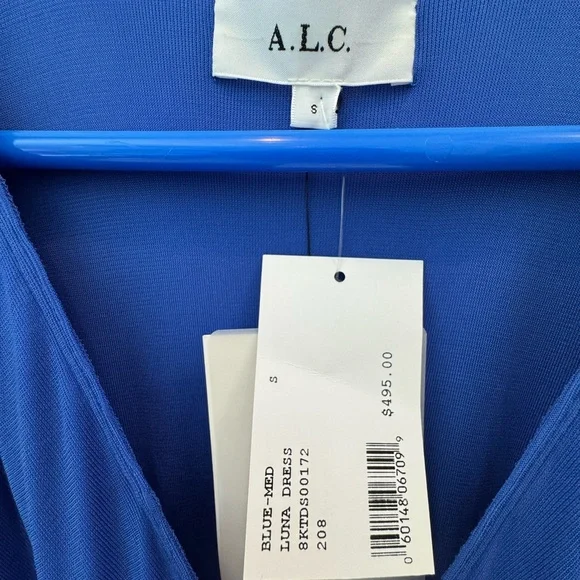 A.L.C.
S
S
$495.00
BLUE-MED
LUNA DRESS
8KTDS00172
208
0 60148 06709 9